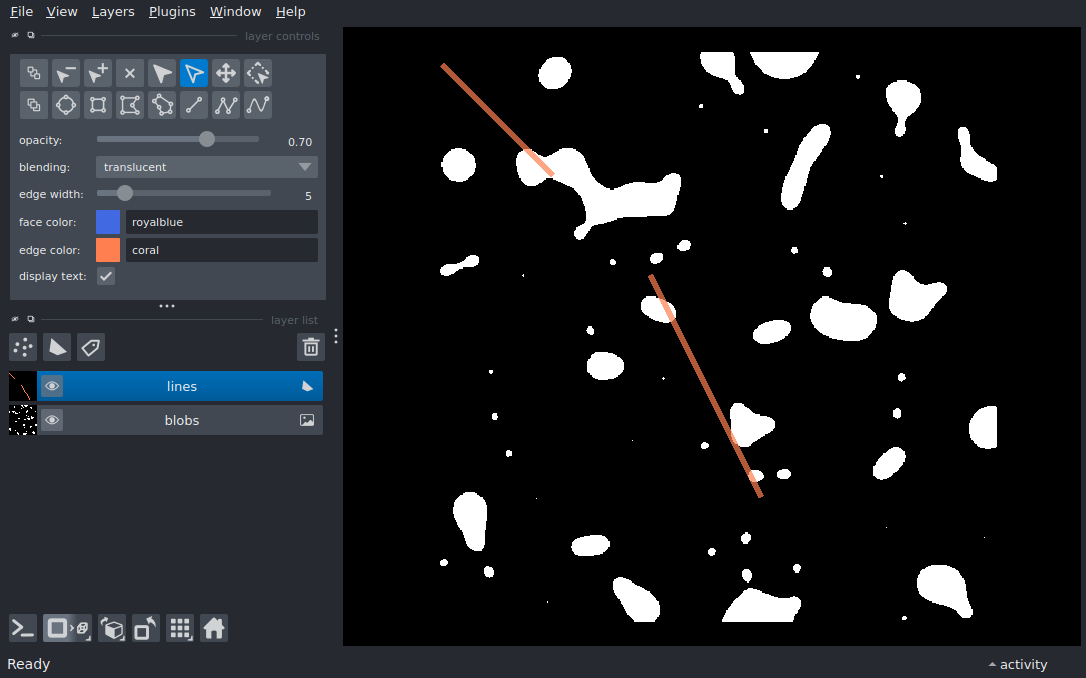 File View Layers Plugins Window Help
layer controls
opacity: 0.70
blending: translucent
edge width: 5
face color: royalblue
edge color: coral
display text:
layer list
lines
blobs
Ready activity